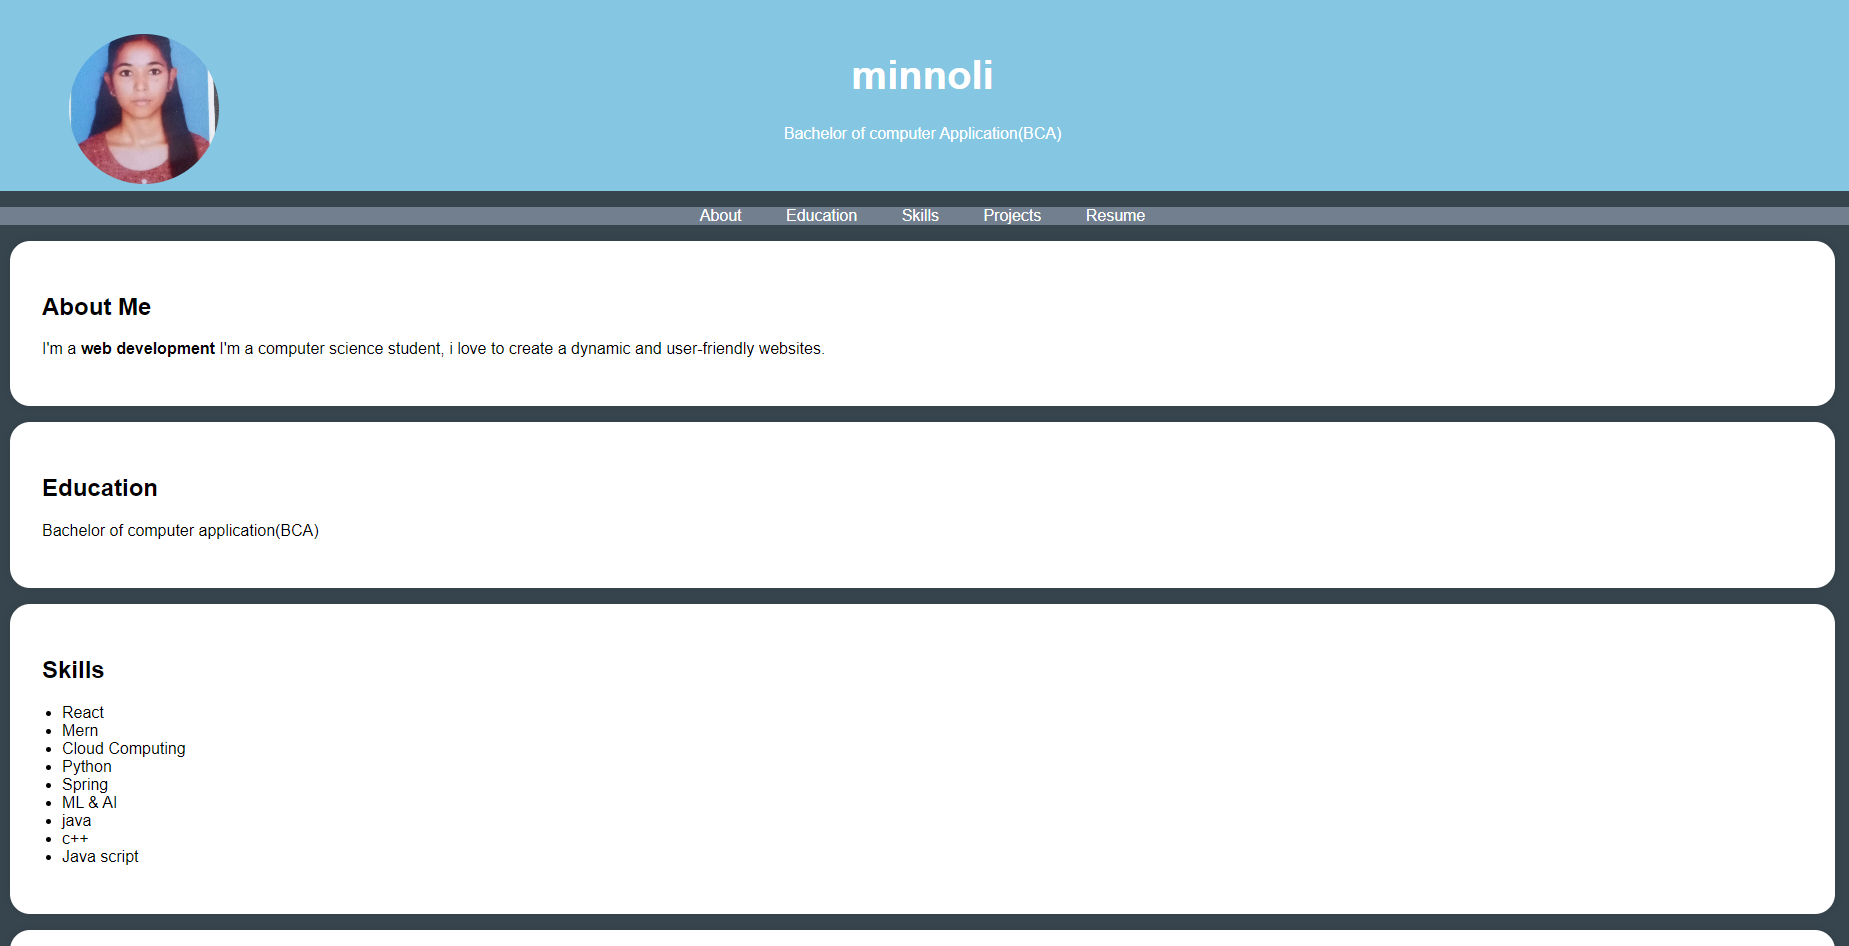 minnoli
Bachelor of computer Application(BCA)
About Education Skills Projects Resume
About Me
I'm a web development I'm a computer science student, i love to create a dynamic and user-friendly websites.
Education
Bachelor of computer application(BCA)
Skills
React
Mern
Cloud Computing
Python
Spring
ML & AI
java
c++
Java script